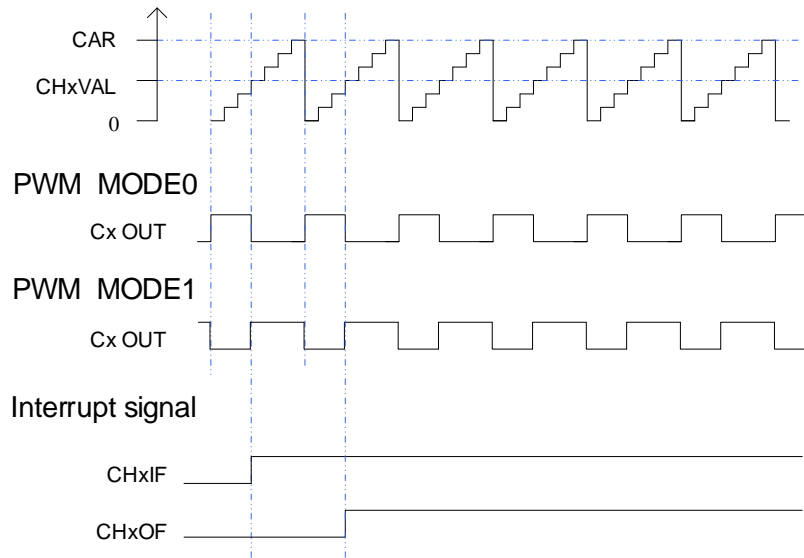 CAR
CHxVAL
0
PWM MODE0
Cx OUT
PWM MODE1
Cx OUT
Interrupt signal
CHxIF
CHxOF